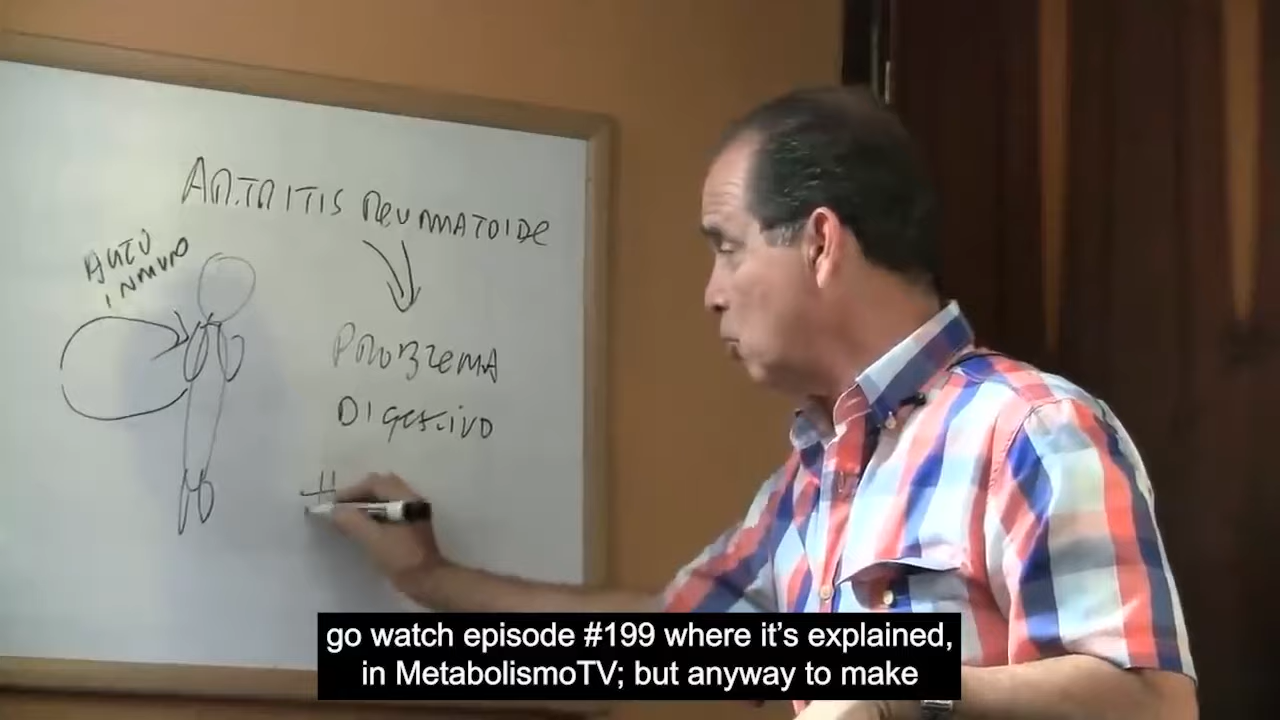 ARTRITIS REUMATOIDE
AUTO
INMUNO
PROBLEMA
DIGESTIVO
#
go watch episode #199 where it’s explained,
in MetabolismoTV; but anyway to make